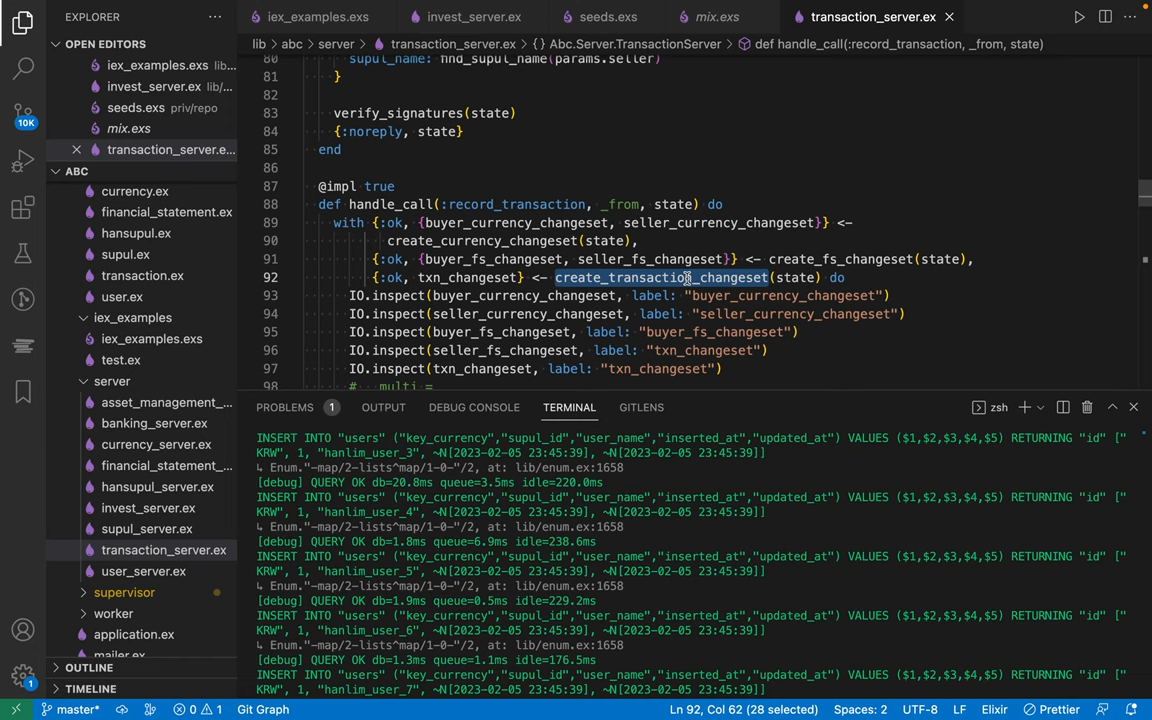 EXPLORER
iex_examples.exs
invest_server.ex
seeds.exs
mix.exs
transaction_server.ex
OPEN EDITORS
lib > abc > server > transaction_server.ex > {} Abc.Server.TransactionServer > def handle_call(:record_transaction, _from, state)
iex_examples.exs lib...
invest_server.ex lib/...
seeds.exs priv/repo
mix.exs
transaction_server.e...
ABC
currency.ex
financial_statement.ex
hansupul.ex
supul.ex
transaction.ex
user.ex
iex_examples
iex_examples.exs
test.ex
server
asset_management_...
banking_server.ex
currency_server.ex
financial_statement_...
hansupul_server.ex
invest_server.ex
supul_server.ex
transaction_server.ex
user_server.ex
supervisor
worker
application.ex
mailer.ex
OUTLINE
TIMELINE
10K
1
80 supul_name: find_supul_name(params.seller)
81 }
82
83 verify_signatures(state)
84 {:noreply, state}
85 end
86
87 @impl true
88 def handle_call(:record_transaction, _from, state) do
89 with {:ok, {buyer_currency_changeset, seller_currency_changeset}} <-
90 create_currency_changeset(state),
91 {:ok, {buyer_fs_changeset, seller_fs_changeset}} <- create_fs_changeset(state),
92 {:ok, txn_changeset} <- create_transaction_changeset(state) do
93 IO.inspect(buyer_currency_changeset, label: "buyer_currency_changeset")
94 IO.inspect(seller_currency_changeset, label: "seller_currency_changeset")
95 IO.inspect(buyer_fs_changeset, label: "buyer_fs_changeset")
96 IO.inspect(seller_fs_changeset, label: "txn_changeset")
97 IO.inspect(txn_changeset, label: "txn_changeset")
98 # multi =
PROBLEMS 1 OUTPUT DEBUG CONSOLE TERMINAL GITLENS zsh
INSERT INTO "users" ("key_currency","supul_id","user_name","inserted_at","updated_at") VALUES ($1,$2,$3,$4,$5) RETURNING "id" ["
KRW", 1, "hanlim_user_3", ~N[2023-02-05 23:45:39], ~N[2023-02-05 23:45:39]]
↳ Enum."-map/2-lists^map/1-0-"/2, at: lib/enum.ex:1658
[debug] QUERY OK db=20.8ms queue=3.5ms idle=220.0ms
INSERT INTO "users" ("key_currency","supul_id","user_name","inserted_at","updated_at") VALUES ($1,$2,$3,$4,$5) RETURNING "id" ["
KRW", 1, "hanlim_user_4", ~N[2023-02-05 23:45:39], ~N[2023-02-05 23:45:39]]
↳ Enum."-map/2-lists^map/1-0-"/2, at: lib/enum.ex:1658
[debug] QUERY OK db=1.8ms queue=6.9ms idle=238.6ms
INSERT INTO "users" ("key_currency","supul_id","user_name","inserted_at","updated_at") VALUES ($1,$2,$3,$4,$5) RETURNING "id" ["
KRW", 1, "hanlim_user_5", ~N[2023-02-05 23:45:39], ~N[2023-02-05 23:45:39]]
↳ Enum."-map/2-lists^map/1-0-"/2, at: lib/enum.ex:1658
[debug] QUERY OK db=1.9ms queue=0.5ms idle=229.2ms
INSERT INTO "users" ("key_currency","supul_id","user_name","inserted_at","updated_at") VALUES ($1,$2,$3,$4,$5) RETURNING "id" ["
KRW", 1, "hanlim_user_6", ~N[2023-02-05 23:45:39], ~N[2023-02-05 23:45:39]]
↳ Enum."-map/2-lists^map/1-0-"/2, at: lib/enum.ex:1658
[debug] QUERY OK db=1.3ms queue=1.1ms idle=176.5ms
INSERT INTO "users" ("key_currency","supul_id","user_name","inserted_at","updated_at") VALUES ($1,$2,$3,$4,$5) RETURNING "id" ["
KRW", 1, "hanlim_user_7", ~N[2023-02-05 23:45:39], ~N[2023-02-05 23:45:39]]
master* 0 1 Git Graph Ln 92, Col 62 (28 selected) Spaces: 2 UTF-8 LF Elixir Prettier